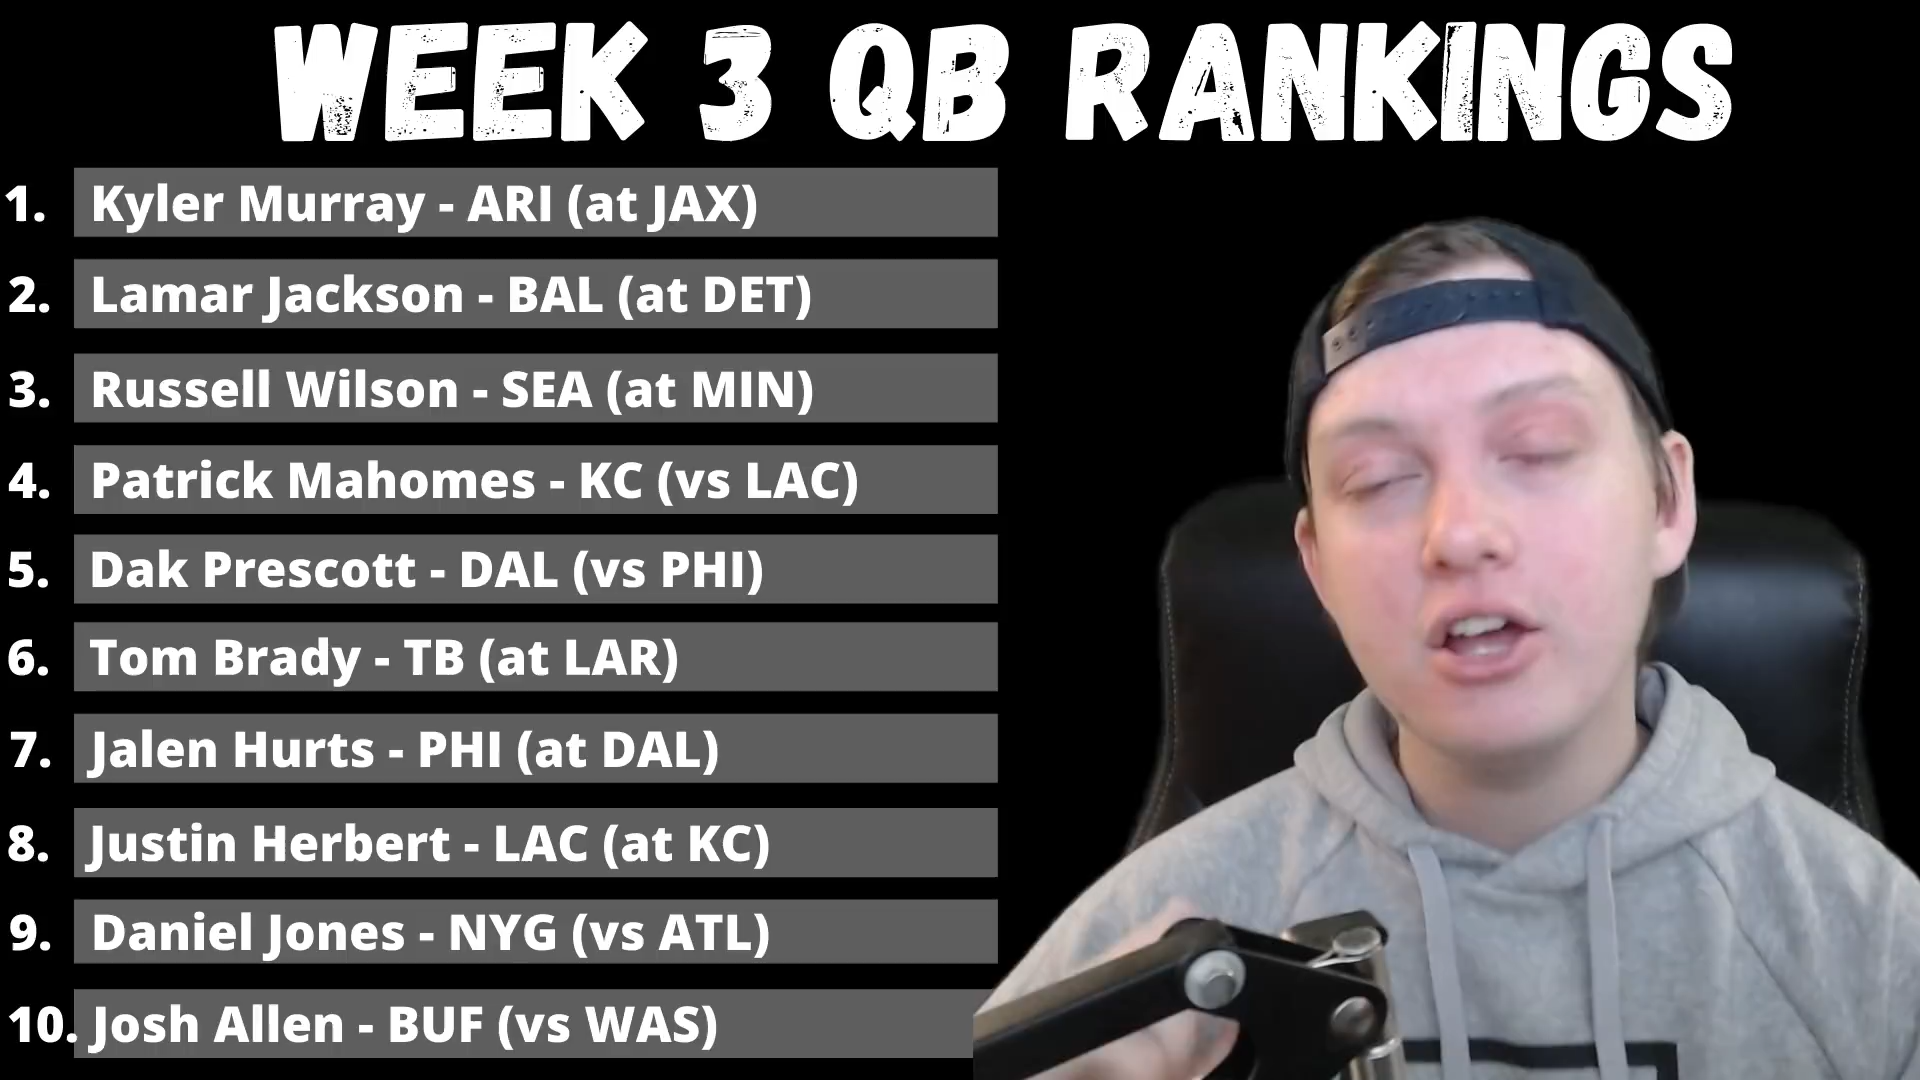 WEEK 3 QB RANKINGS
1. Kyler Murray - ARI (at JAX)
2. Lamar Jackson - BAL (at DET)
3. Russell Wilson - SEA (at MIN)
4. Patrick Mahomes - KC (vs LAC)
5. Dak Prescott - DAL (vs PHI)
6. Tom Brady - TB (at LAR)
7. Jalen Hurts - PHI (at DAL)
8. Justin Herbert - LAC (at KC)
9. Daniel Jones - NYG (vs ATL)
10. Josh Allen - BUF (vs WAS)